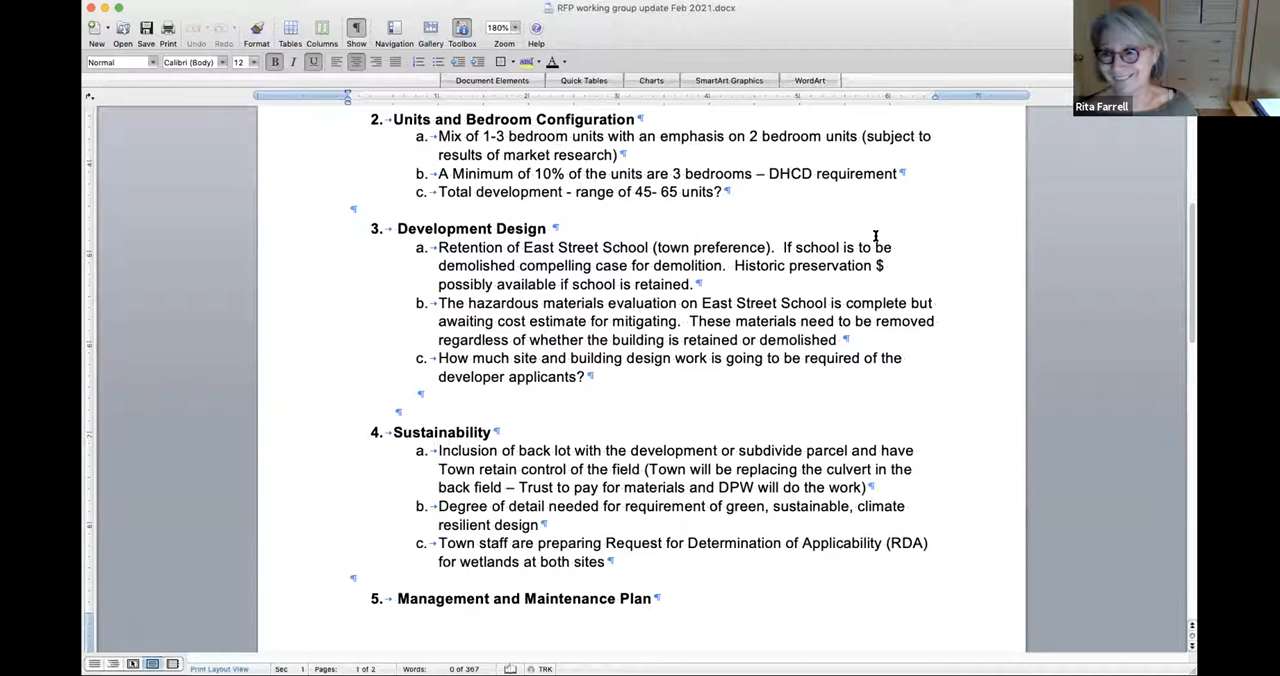 RFP working group update Feb 2021.docx
New Open Save Print Undo Redo Format Tables Columns Show Navigation Gallery Toolbox Zoom Help
180%
Normal Calibri (Body) 12 B I U A
Document Elements Quick Tables Charts SmartArt Graphics WordArt
Rita Farrell
2. Units and Bedroom Configuration
a. Mix of 1-3 bedroom units with an emphasis on 2 bedroom units (subject to
results of market research)
b. A Minimum of 10% of the units are 3 bedrooms – DHCD requirement
c. Total development - range of 45- 65 units?
3. Development Design
a. Retention of East Street School (town preference). If school is to be
demolished compelling case for demolition. Historic preservation $
possibly available if school is retained.
b. The hazardous materials evaluation on East Street School is complete but
awaiting cost estimate for mitigating. These materials need to be removed
regardless of whether the building is retained or demolished
c. How much site and building design work is going to be required of the
developer applicants?
4. Sustainability
a. Inclusion of back lot with the development or subdivide parcel and have
Town retain control of the field (Town will be replacing the culvert in the
back field – Trust to pay for materials and DPW will do the work)
b. Degree of detail needed for requirement of green, sustainable, climate
resilient design
c. Town staff are preparing Request for Determination of Applicability (RDA)
for wetlands at both sites
5. Management and Maintenance Plan
Print Layout View Sec 1 Pages: 1 of 2 Words: 0 of 367 TRK